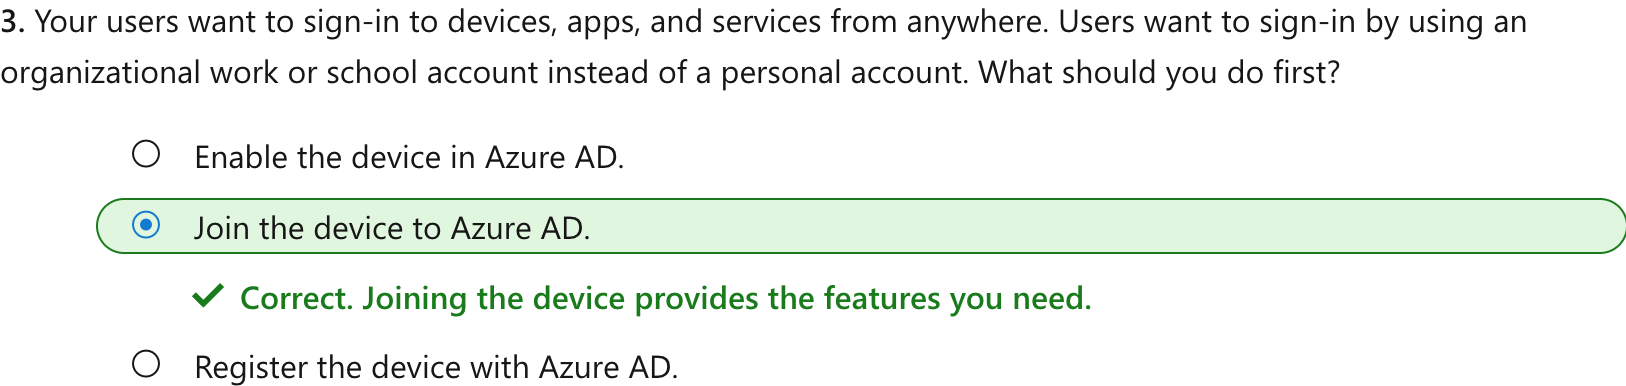 3. Your users want to sign-in to devices, apps, and services from anywhere. Users want to sign-in by using an
organizational work or school account instead of a personal account. What should you do first?
Enable the device in Azure AD.
Join the device to Azure AD.
Correct. Joining the device provides the features you need.
Register the device with Azure AD.